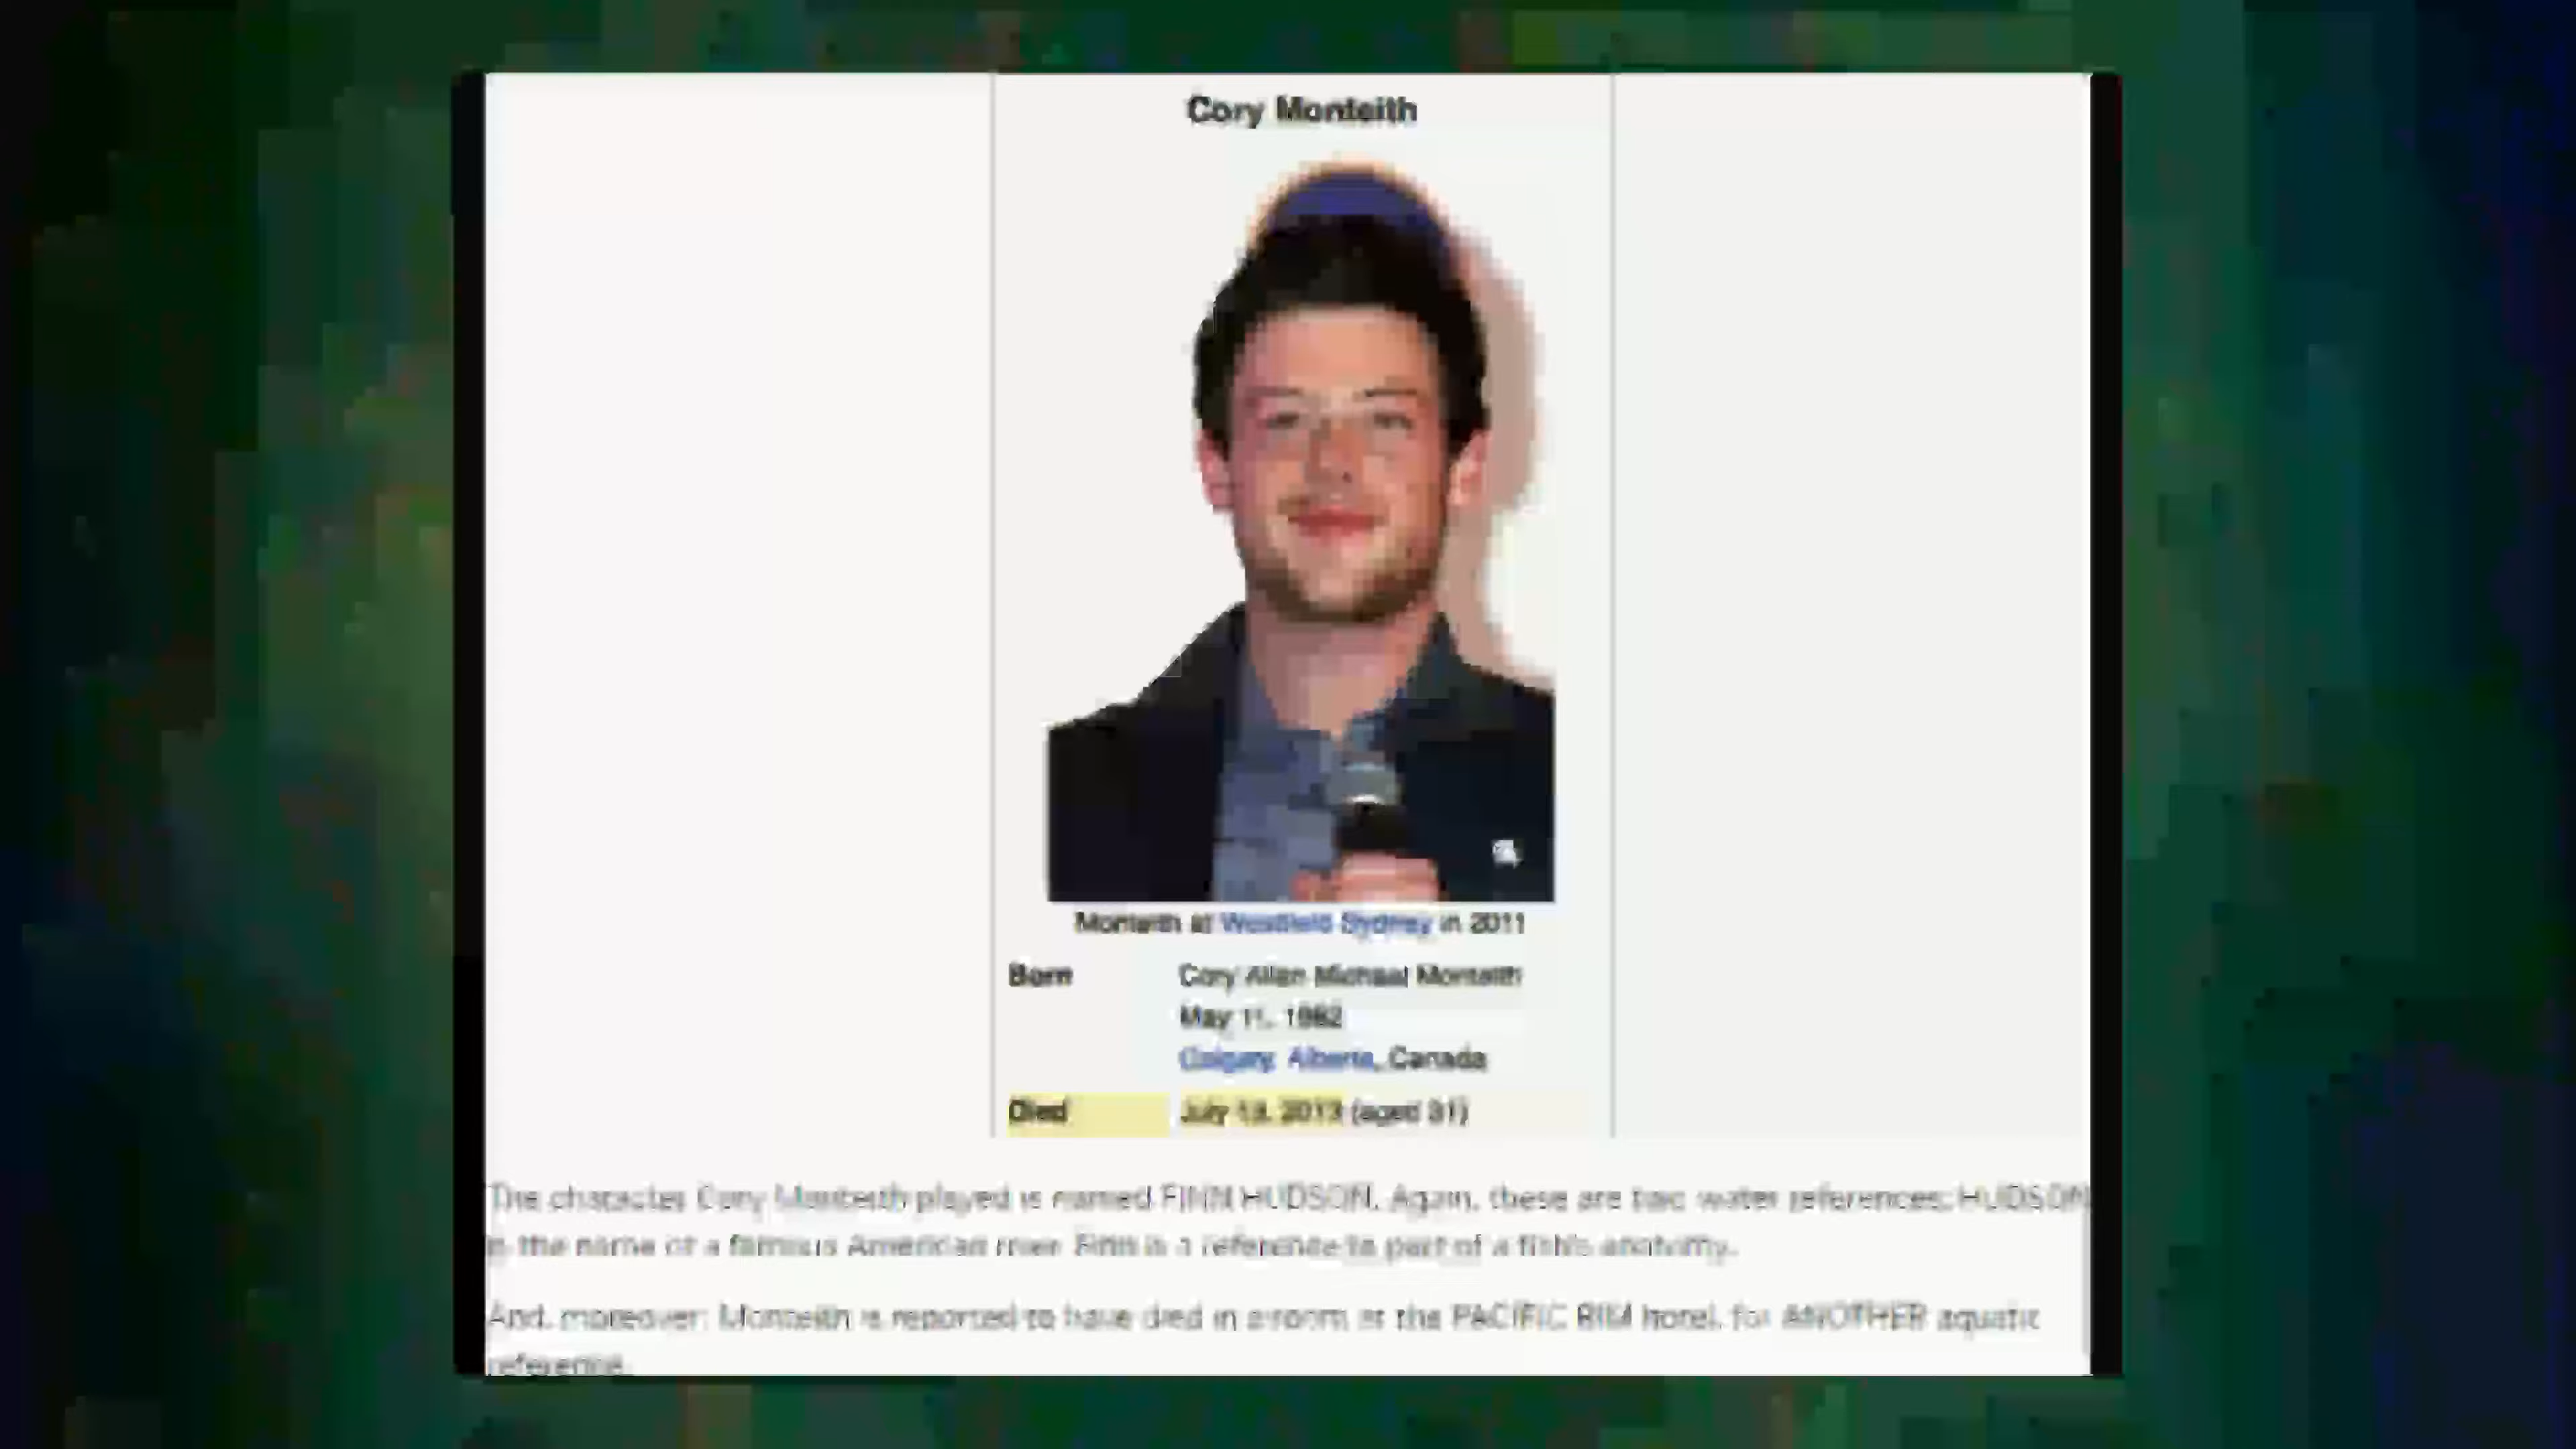 Cory Monteith
Monteith at Westfield Sydney in 2011
Born Cory Allan Michael Monteith
May 11, 1982
Calgary, Alberta, Canada
Died July 13, 2013 (aged 31)
The character Cory Monteith played is named FINN HUDSON. Again, these are two water references; HUDSON
is the name of a famous American river. Finn is a reference to part of a fish's anatomy.
And, moreover: Monteith is reported to have died in a room at the PACIFIC RIM hotel, for ANOTHER aquatic
reference.